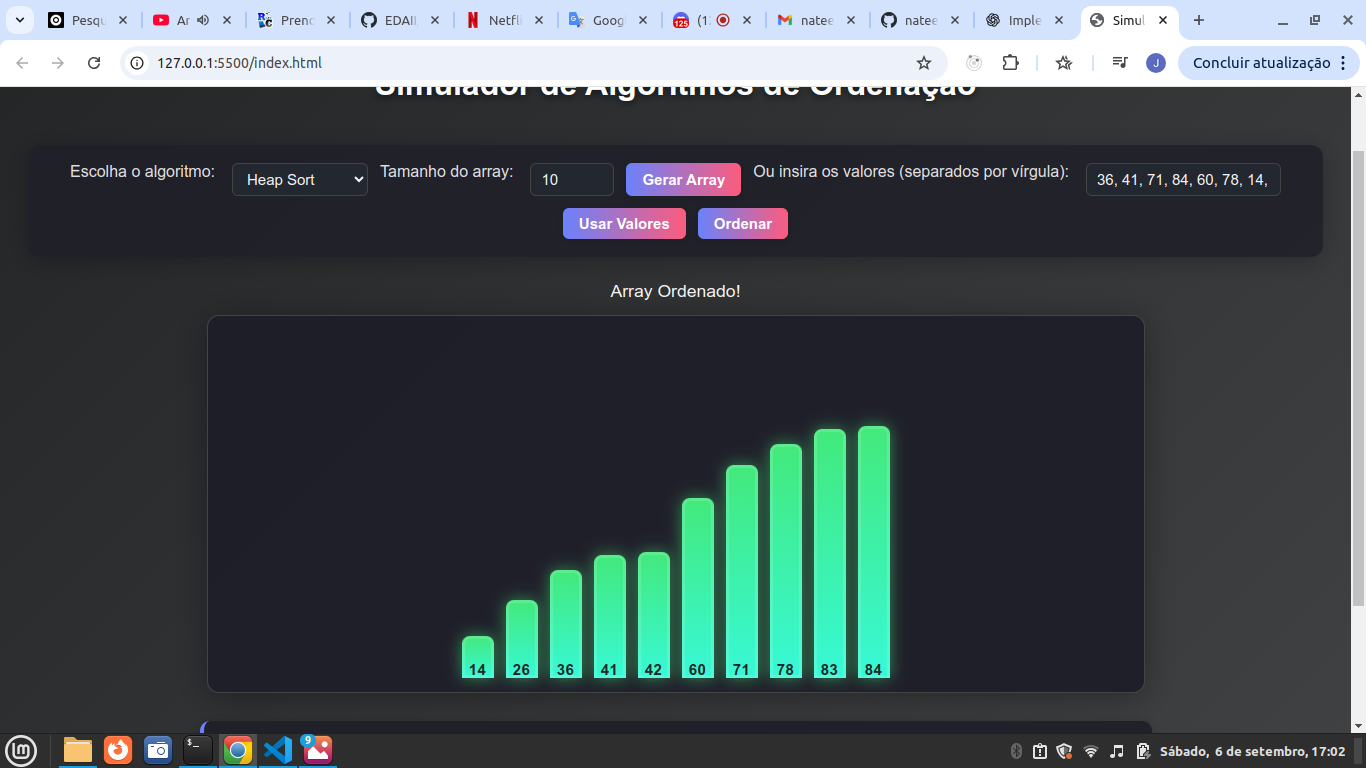 Pesqu
Ar
Prenc
EDAII
Netfli
Goog
125
(1
natee
natee
Imple
Simul
127.0.0.1:5500/index.html
J
Concluir atualização
Simulador de Algoritmos de Ordenação
Escolha o algoritmo: Heap Sort Tamanho do array: 10 Gerar Array Ou insira os valores (separados por vírgula): 36, 41, 71, 84, 60, 78, 14,
Usar Valores Ordenar
Array Ordenado!
14 26 36 41 42 60 71 78 83 84
9
Sábado, 6 de setembro, 17:02